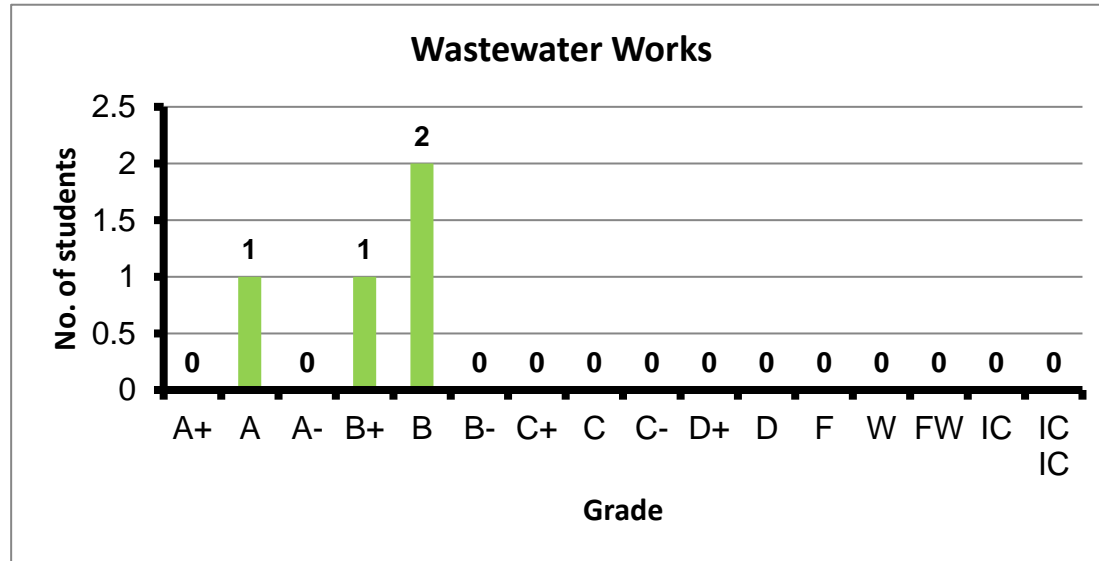 Wastewater Works
No. of students
2.5
2
1.5
1
0.5
0
0 1 0 1 2 0 0 0 0 0 0 0 0 0 0 0
A+ A A- B+ B B- C+ C C- D+ D F W FW IC IC
IC
Grade